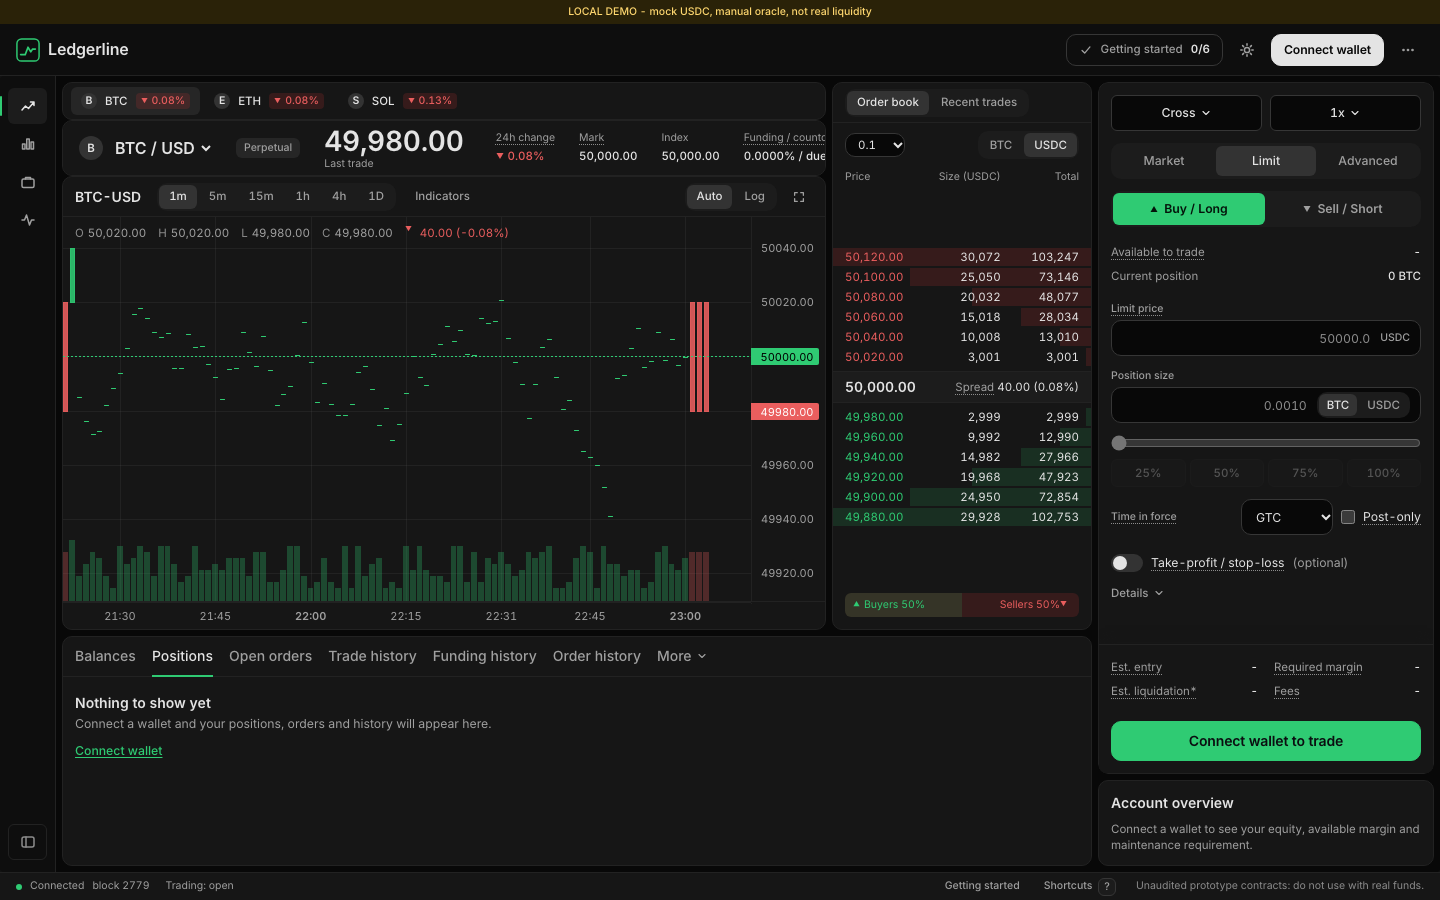 LOCAL DEMO - mock USDC, manual oracle, not real liquidity
Ledgerline
Getting started 0/6
Connect wallet
B BTC 0.08%
E ETH 0.08%
S SOL 0.13%
B BTC / USD
Perpetual
49,980.00
Last trade
24h change
0.08%
Mark
50,000.00
Index
50,000.00
Funding /
0.0000% /
BTC-USD
1m 5m 15m 1h 4h 1D
Indicators
Auto Log
O 50,020.00 H 50,020.00 L 49,980.00 C 49,980.00 40.00 (-0.08%)
50040.00
50020.00
50000.00
49980.00
49960.00
49940.00
49920.00
21:30 21:45 22:00 22:15 22:31 22:45 23:00
Order book Recent trades
0.1
BTC USDC
Price Size (USDC) Total
50,120.00 30,072 103,247
50,100.00 25,050 73,146
50,080.00 20,032 48,077
50,060.00 15,018 28,034
50,040.00 10,008 13,010
50,020.00 3,001 3,001
50,000.00 Spread 40.00 (0.08%)
49,980.00 2,999 2,999
49,960.00 9,992 12,990
49,940.00 14,982 27,966
49,920.00 19,968 47,923
49,900.00 24,950 72,854
49,880.00 29,928 102,753
Buyers 50% Sellers 50%
Cross 1x
Market Limit Advanced
Buy / Long Sell / Short
Available to trade -
Current position 0 BTC
Limit price
50000.0 USDC
Position size
0.0010 BTC USDC
25% 50% 75% 100%
Time in force GTC Post-only
Take-profit / stop-loss (optional)
Details
Est. entry - Required margin -
Est. liquidation* - Fees -
Connect wallet to trade
Account overview
Connect a wallet to see your equity, available margin and
maintenance requirement.
Balances Positions Open orders Trade history Funding history Order history More
Nothing to show yet
Connect a wallet and your positions, orders and history will appear here.
Connect wallet
Connected block 2779 Trading: open
Getting started Shortcuts ? Unaudited prototype contracts: do not use with real funds.